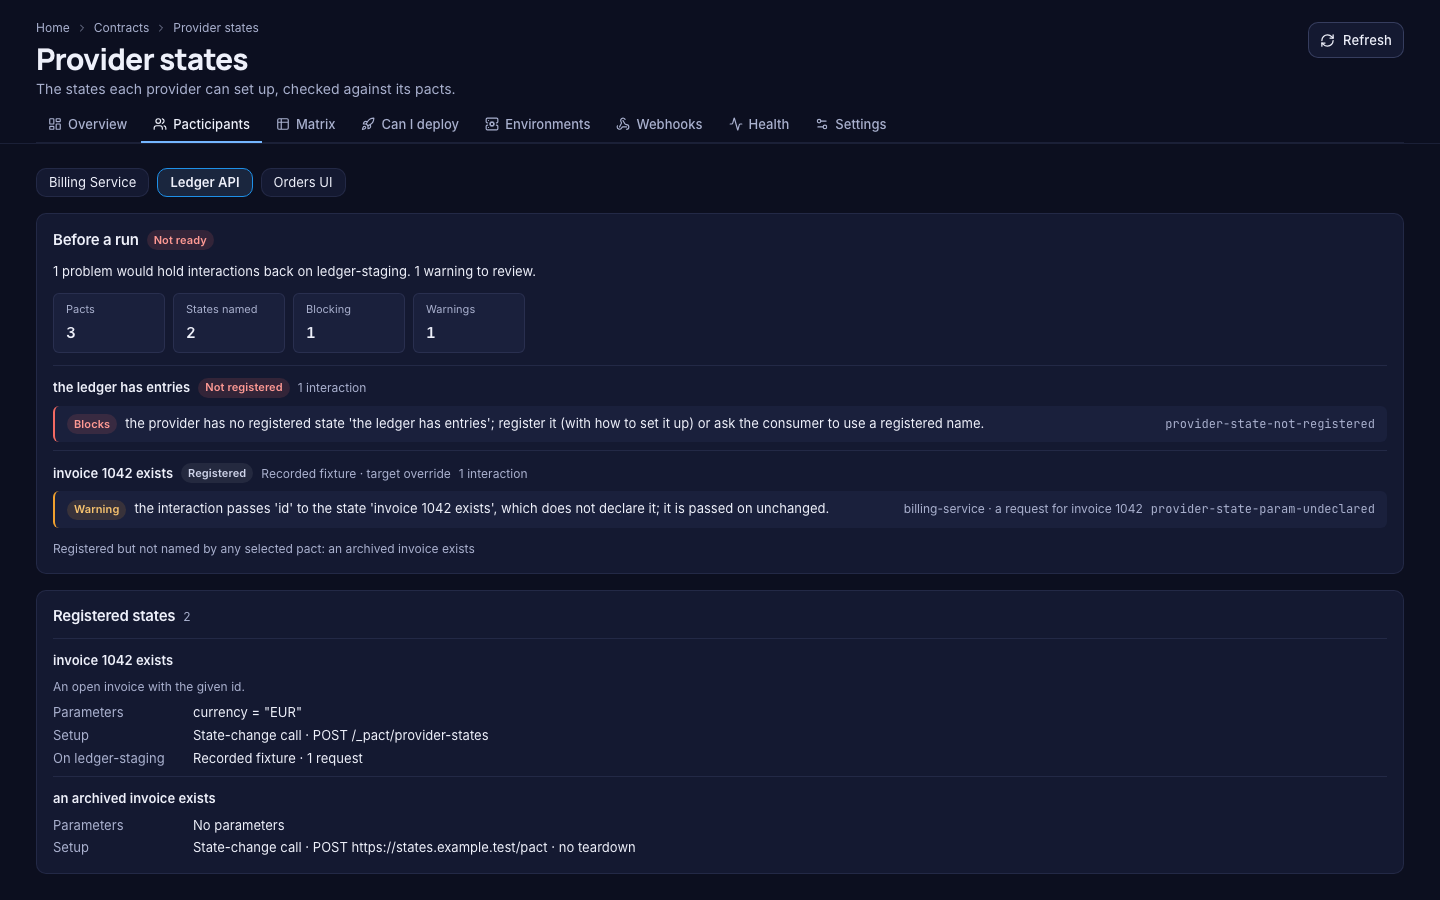 Home > Contracts > Provider states
Provider states
The states each provider can set up, checked against its pacts.
Refresh
Overview Pacticipants Matrix Can I deploy Environments Webhooks Health Settings
Billing Service Ledger API Orders UI
Before a run Not ready
1 problem would hold interactions back on ledger-staging. 1 warning to review.
Pacts States named Blocking Warnings
3 2 1 1
the ledger has entries Not registered 1 interaction
Blocks the provider has no registered state 'the ledger has entries'; register it (with how to set it up) or ask the consumer to use a registered name. provider-state-not-registered
invoice 1042 exists Registered Recorded fixture · target override 1 interaction
Warning the interaction passes 'id' to the state 'invoice 1042 exists', which does not declare it; it is passed on unchanged. billing-service · a request for invoice 1042 provider-state-param-undeclared
Registered but not named by any selected pact: an archived invoice exists
Registered states 2
invoice 1042 exists
An open invoice with the given id.
Parameters currency = "EUR"
Setup State-change call · POST /_pact/provider-states
On ledger-staging Recorded fixture · 1 request
an archived invoice exists
Parameters No parameters
Setup State-change call · POST https://states.example.test/pact · no teardown